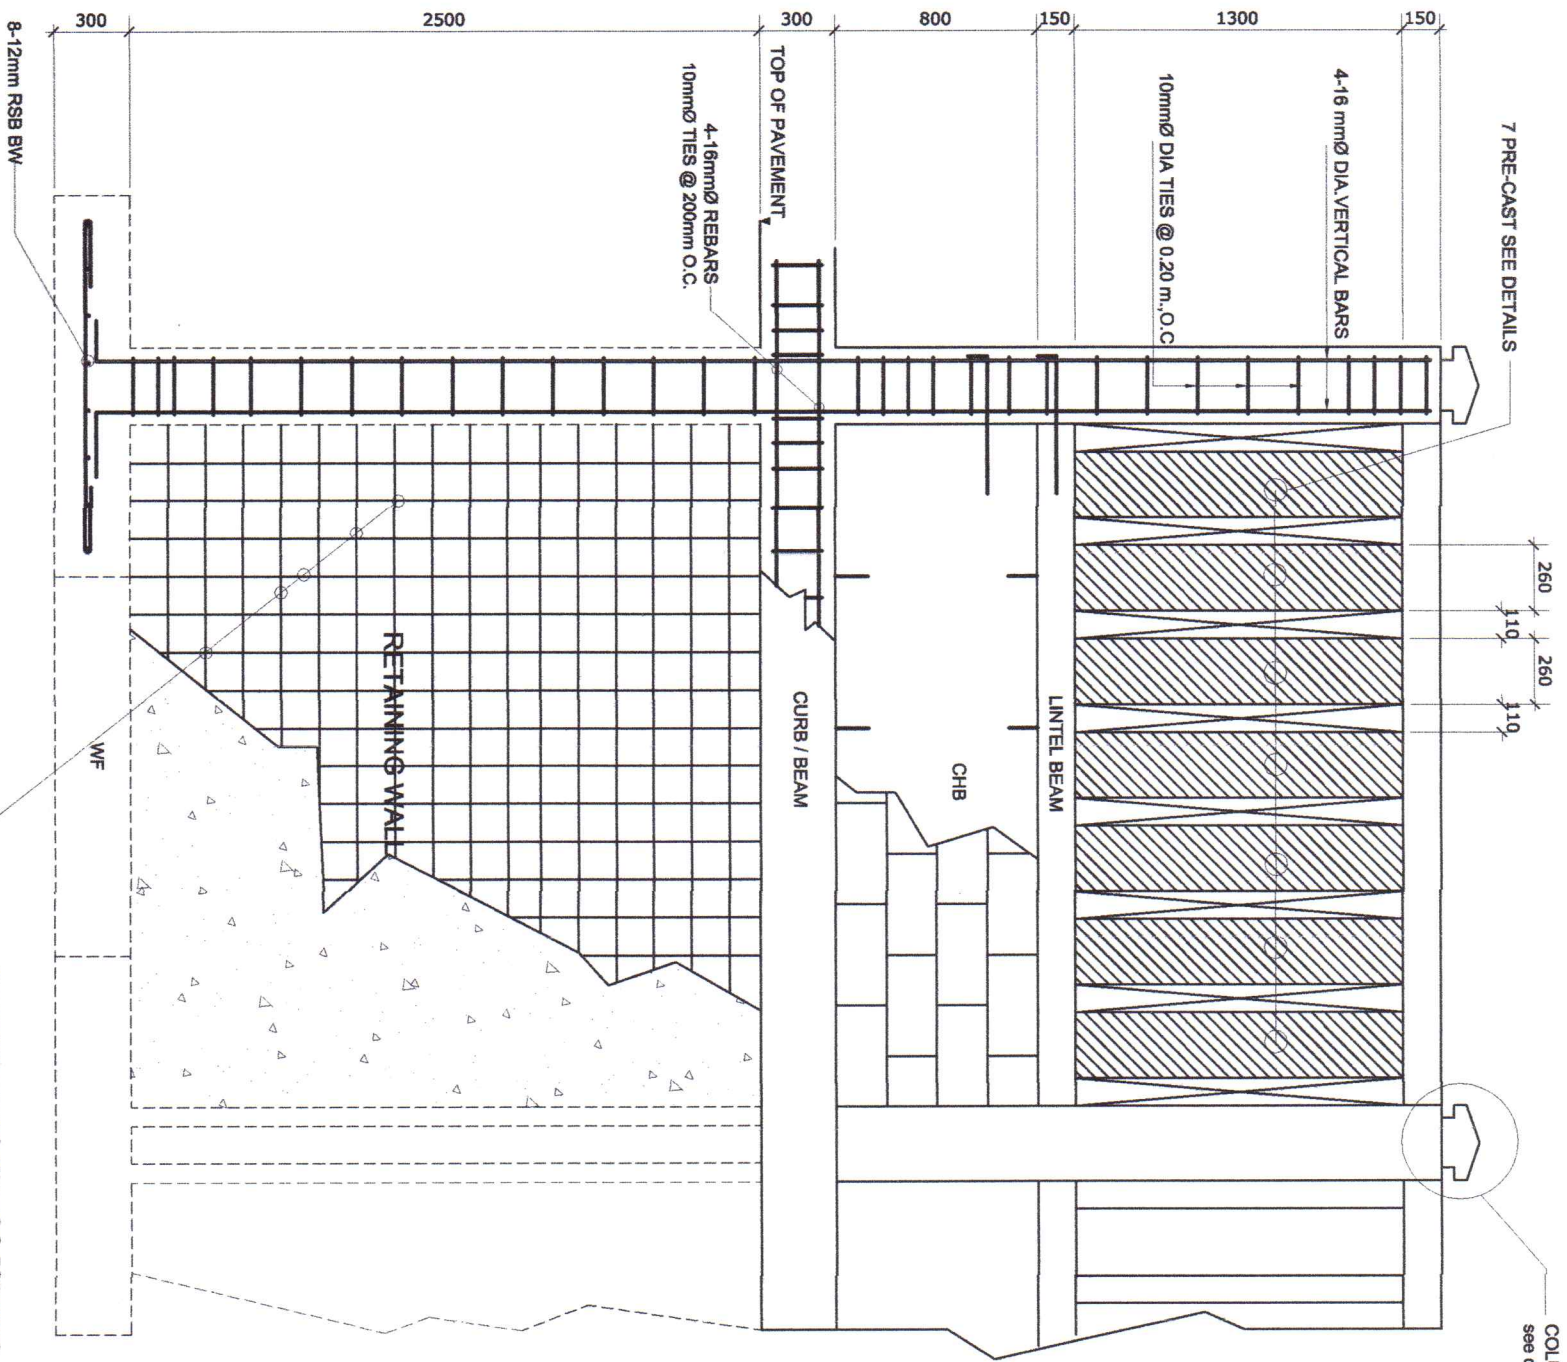 7 PRE-CAST SEE DETAILS
4-16 mmØ DIA.VERTICAL BARS
10mmØ DIA TIES @ 0.20 m.,O.C
TOP OF PAVEMENT
4-16mmØ REBARS
10mmØ TIES @ 200mm O.C.
8-12mm RSB BW
150
1300
150
800
300
2500
300
260
110
260
110
LINTEL BEAM
CHB
CURB / BEAM
RETAINING WALL
WF